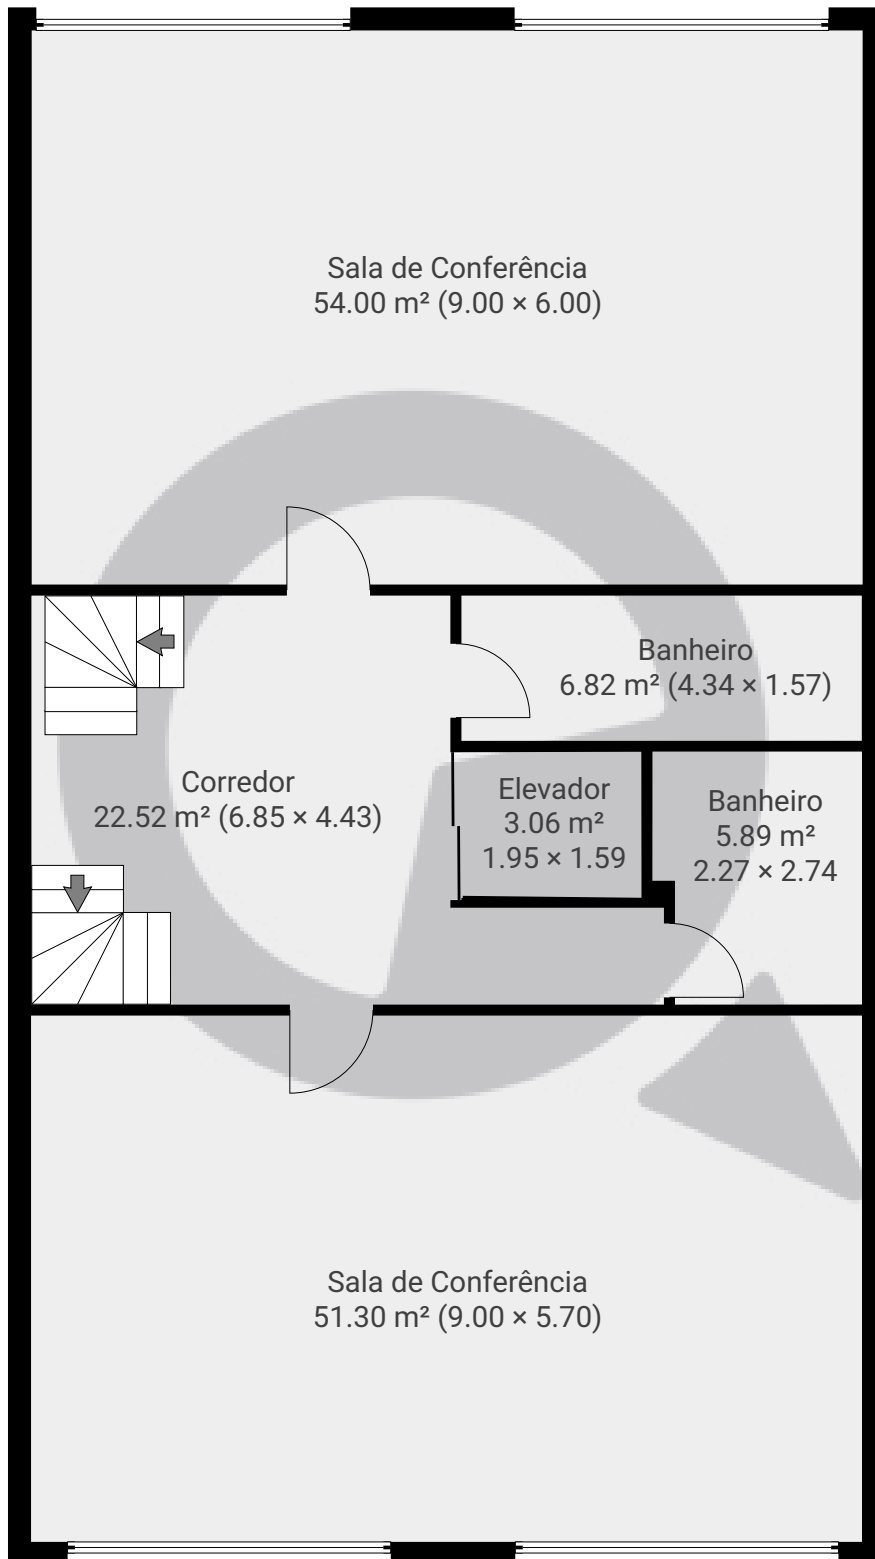 Sala de Conferência
54.00 m² (9.00 × 6.00)
Banheiro
6.82 m² (4.34 × 1.57)
Corredor
22.52 m² (6.85 × 4.43)
Elevador
3.06 m²
1.95 × 1.59
Banheiro
5.89 m²
2.27 × 2.74
Sala de Conferência
51.30 m² (9.00 × 5.70)